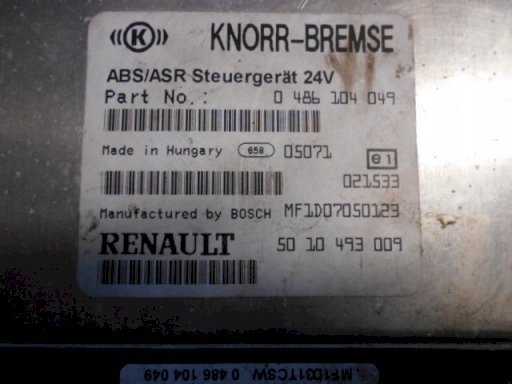 K KNORR-BREMSE
ABS/ASR Steuergerät 24V
Part No.: 0 486 104 049
Made in Hungary 658 05071 e1
021533
Manufactured by BOSCH MF1D07050123
RENAULT 50 10 493 009
MF1D31TCSW 0 486 104 049